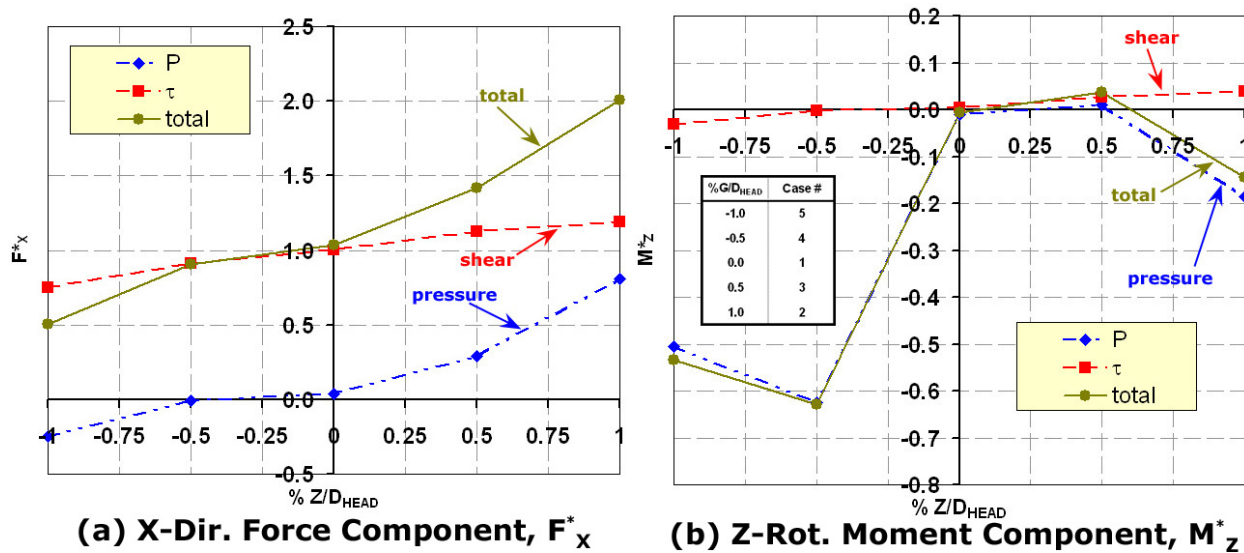 2.5
P
τ
total
2.0
total
1.5
1.0
shear
pressure
0.5
0.0
-1 -0.75 -0.5 -0.25 0 0.25 0.5 0.75 1
-0.5
F*X
% Z/DHEAD
(a) X-Dir. Force Component, F*X
0.2
shear
0.1
0.0
-1 -0.75 -0.5 -0.25 0 0.25 0.5 0.75 1
-0.1
%G/DHEAD Case #
-1.0 5
-0.5 4
0.0 1
0.5 3
1.0 2
total
-0.2
-0.3
pressure
-0.4
-0.5
P
τ
total
-0.6
-0.7
-0.8
M*Z
% Z/DHEAD
(b) Z-Rot. Moment Component, M*Z